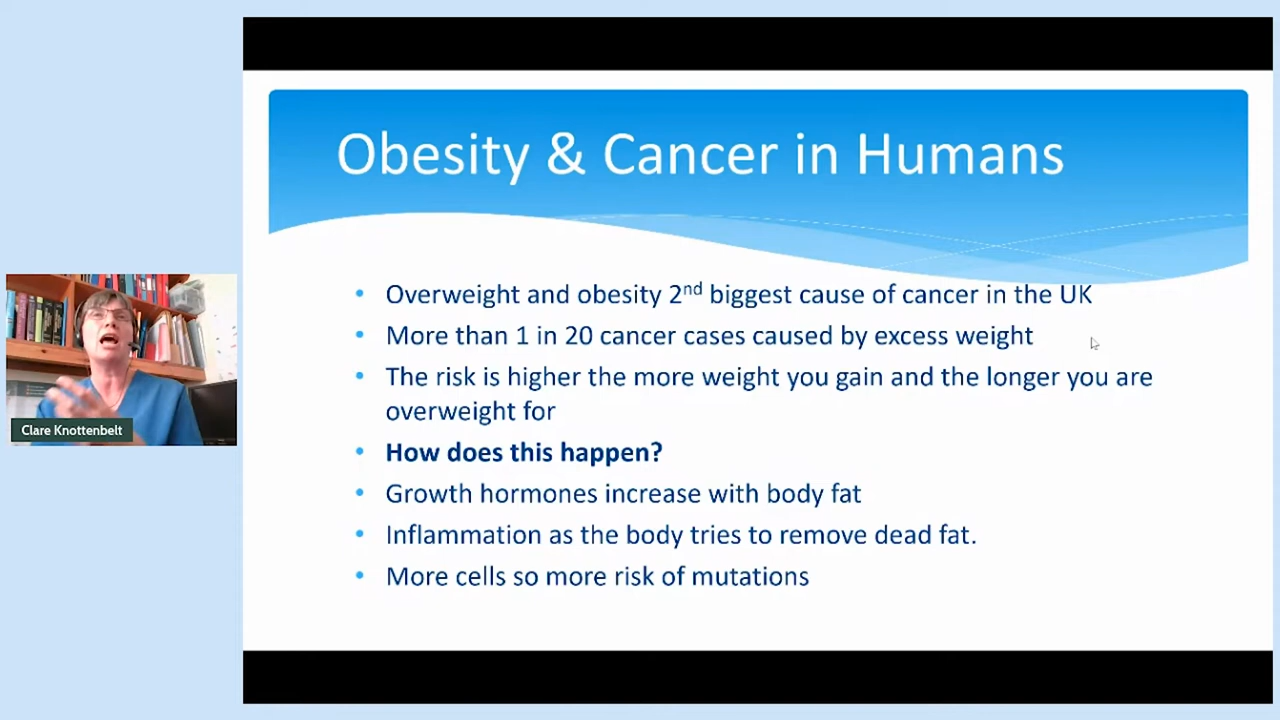 Obesity & Cancer in Humans
• Overweight and obesity 2nd biggest cause of cancer in the UK
• More than 1 in 20 cancer cases caused by excess weight
• The risk is higher the more weight you gain and the longer you are
overweight for
• How does this happen?
• Growth hormones increase with body fat
• Inflammation as the body tries to remove dead fat.
• More cells so more risk of mutations
Clare Knottenbelt